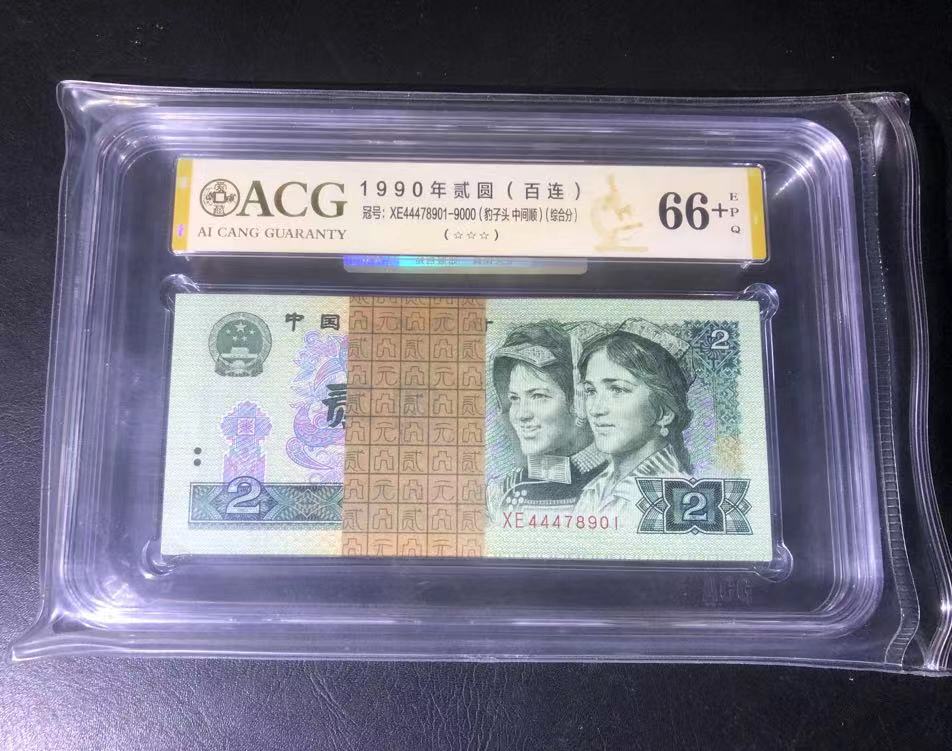 ACG
AI CANG GUARANTY
1990年贰圆(百连)
冠号: XE44478901-9000(豹子头 中间顺)(综合分)
(☆☆☆)
66+
EPQ
中国
贰
2
2
2
XE44478901